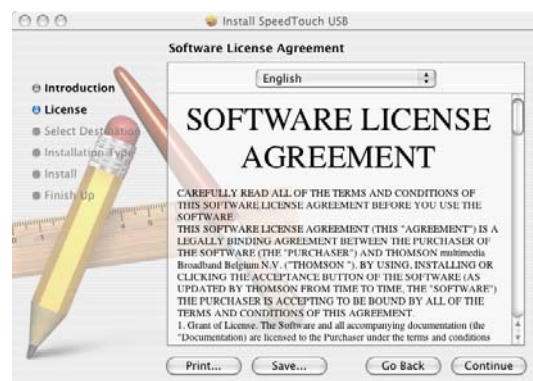 Install SpeedTouch USB
Software License Agreement
English
Introduction
License
Select Destination
Installation Type
Install
Finish Up
SOFTWARE LICENSE
AGREEMENT
CAREFULLY READ ALL OF THE TERMS AND CONDITIONS OF
THIS SOFTWARE LICENSE AGREEMENT BEFORE YOU USE THE
SOFTWARE
THIS SOFTWARE LICENSE AGREEMENT (THIS "AGREEMENT") IS A
LEGALLY BINDING AGREEMENT BETWEEN THE PURCHASER OF
THE SOFTWARE (THE "PURCHASER") AND THOMSON multimedia
Broadband Belgium N.V. ("THOMSON "). BY USING, INSTALLING OR
CLICKING THE ACCEPTANCE BUTTON OF THE SOFTWARE (AS
UPDATED BY THOMSON FROM TIME TO TIME, THE "SOFTWARE")
THE PURCHASER IS ACCEPTING TO BE BOUND BY ALL OF THE
TERMS AND CONDITIONS OF THIS AGREEMENT.
1. Grant of License. The Software and all accompanying documentation (the
"Documentation) are licensed to the Purchaser under the terms and conditions
Print...
Save...
Go Back
Continue